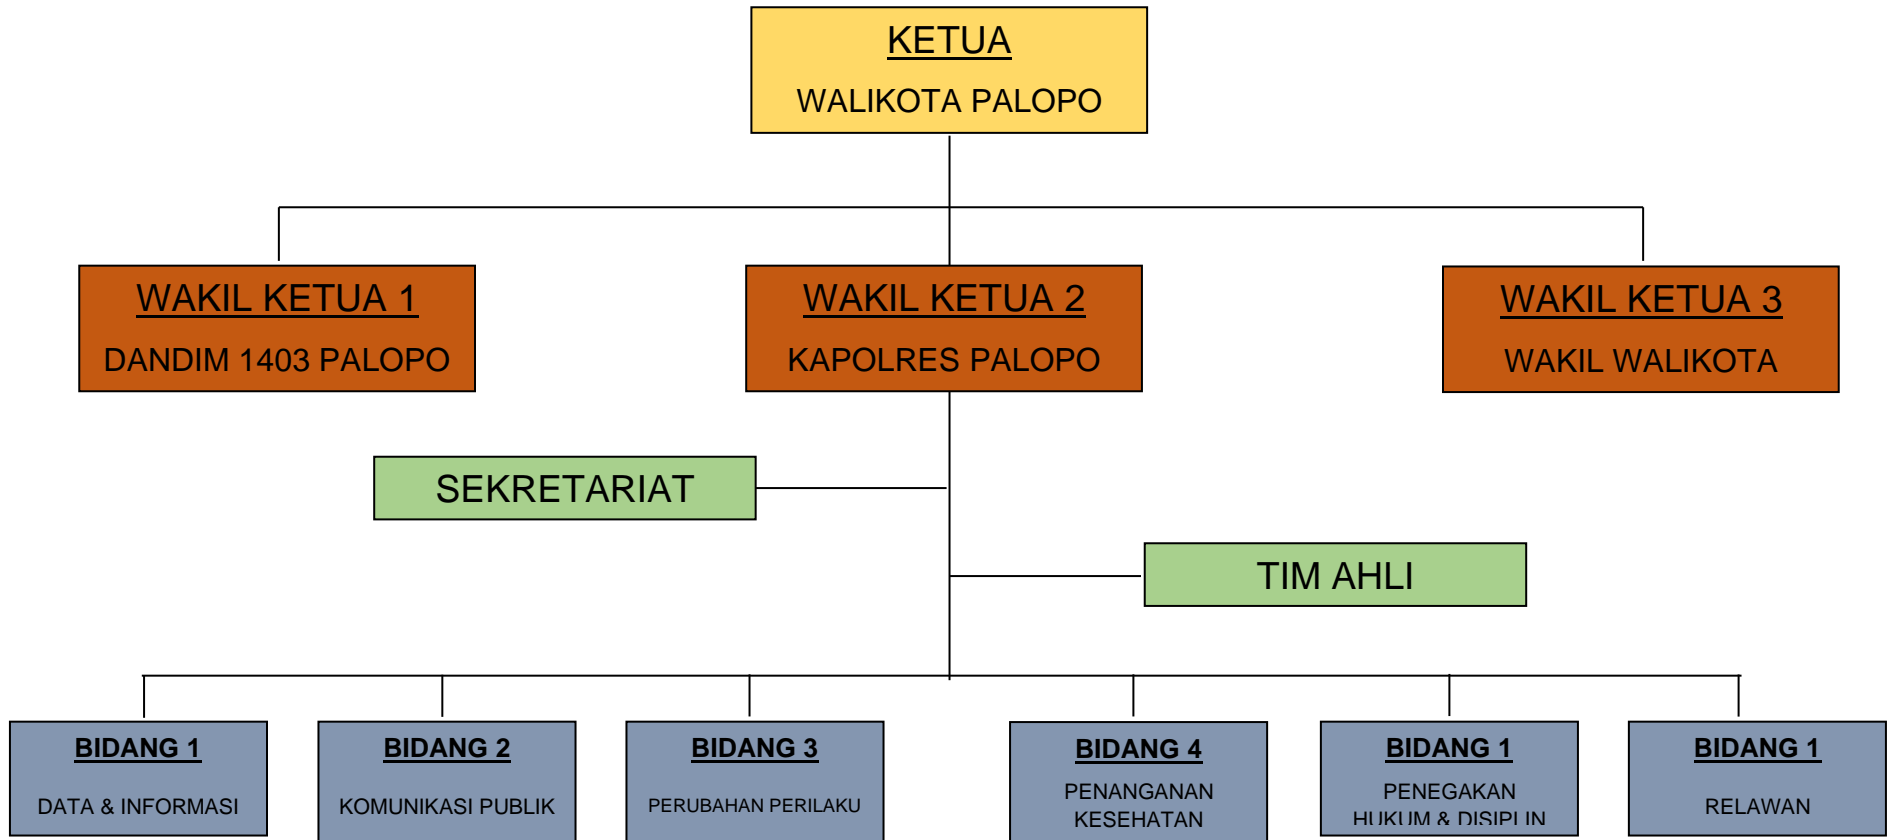 KETUA
WALIKOTA PALOPO
WAKIL KETUA 1
DANDIM 1403 PALOPO
WAKIL KETUA 2
KAPOLRES PALOPO
WAKIL KETUA 3
WAKIL WALIKOTA
SEKRETARIAT
TIM AHLI
BIDANG 1
DATA & INFORMASI
BIDANG 2
KOMUNIKASI PUBLIK
BIDANG 3
PERUBAHAN PERILAKU
BIDANG 4
PENANGANAN
KESEHATAN
BIDANG 1
PENEGAKAN
HUKUM & DISIPLIN
BIDANG 1
RELAWAN